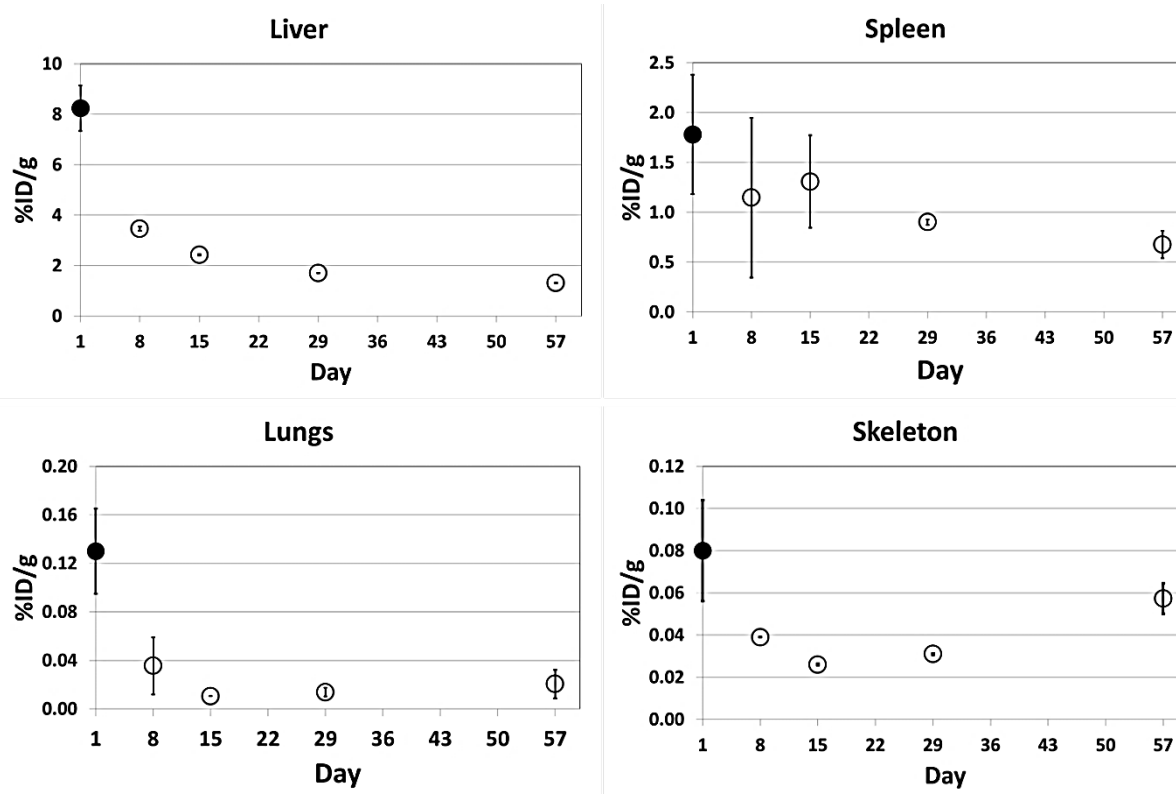 Liver
%ID/g
10
8
6
4
2
0
1 8 15 22 29 36 43 50 57
Day
Spleen
%ID/g
2.5
2.0
1.5
1.0
0.5
0.0
1 8 15 22 29 36 43 50 57
Day
Lungs
%ID/g
0.20
0.16
0.12
0.08
0.04
0.00
1 8 15 22 29 36 43 50 57
Day
Skeleton
%ID/g
0.12
0.10
0.08
0.06
0.04
0.02
0.00
1 8 15 22 29 36 43 50 57
Day